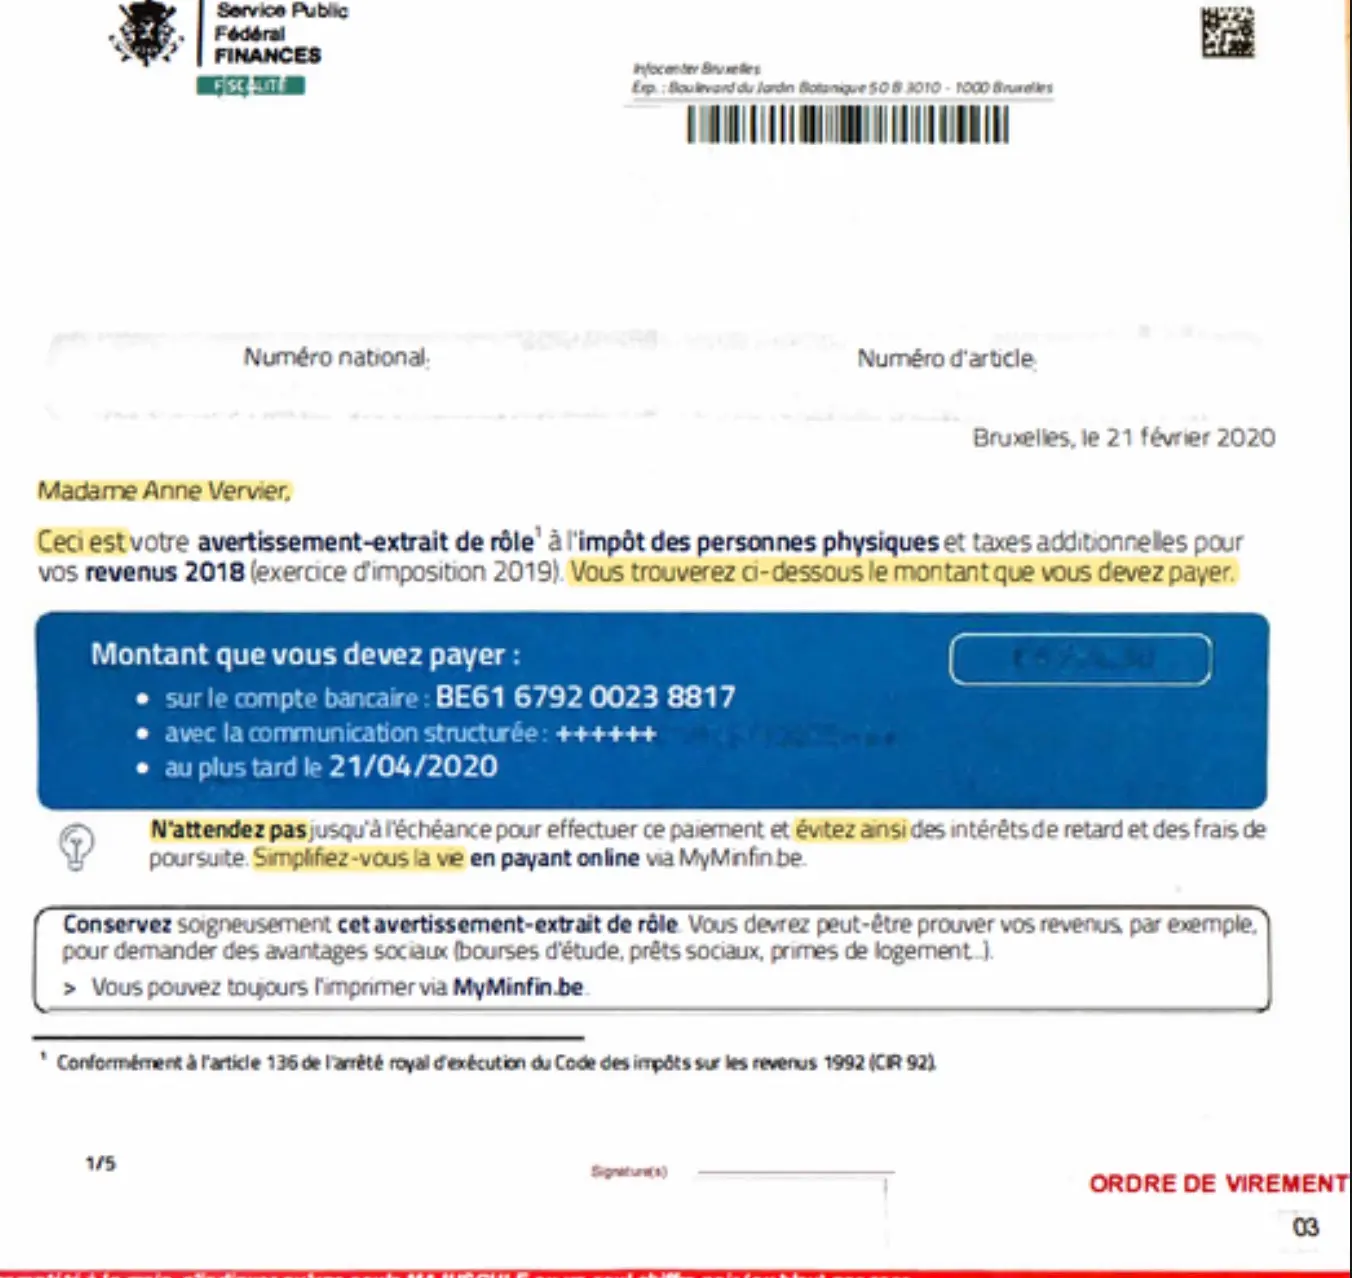 Service Public
Fédéral
FINANCES
FISCALITÉ
Infocenter Bruxelles
Exp. : Boulevard du Jardin Botanique 50 B 3010 - 1000 Bruxelles
Numéro national:
Numéro d'article:
Bruxelles, le 21 février 2020
Madame Anne Vervier,
Ceci est votre avertissement-extrait de rôle¹ à l'impôt des personnes physiques et taxes additionnelles pour
vos revenus 2018 (exercice d'imposition 2019). Vous trouverez ci-dessous le montant que vous devez payer.
Montant que vous devez payer :
• sur le compte bancaire : BE61 6792 0023 8817
• avec la communication structurée : ++++++
• au plus tard le 21/04/2020
N'attendez pas jusqu'à l'échéance pour effectuer ce paiement et évitez ainsi des intérêts de retard et des frais de
poursuite. Simplifiez-vous la vie en payant online via MyMinfin.be.
Conservez soigneusement cet avertissement-extrait de rôle. Vous devrez peut-être prouver vos revenus, par exemple,
pour demander des avantages sociaux (bourses d'étude, prêts sociaux, primes de logement...).
> Vous pouvez toujours l'imprimer via MyMinfin.be.
¹ Conformément à l'article 136 de l'arrêté royal d'exécution du Code des impôts sur les revenus 1992 (CIR 92).
1/5
Signature(s)
ORDRE DE VIREMENT
03